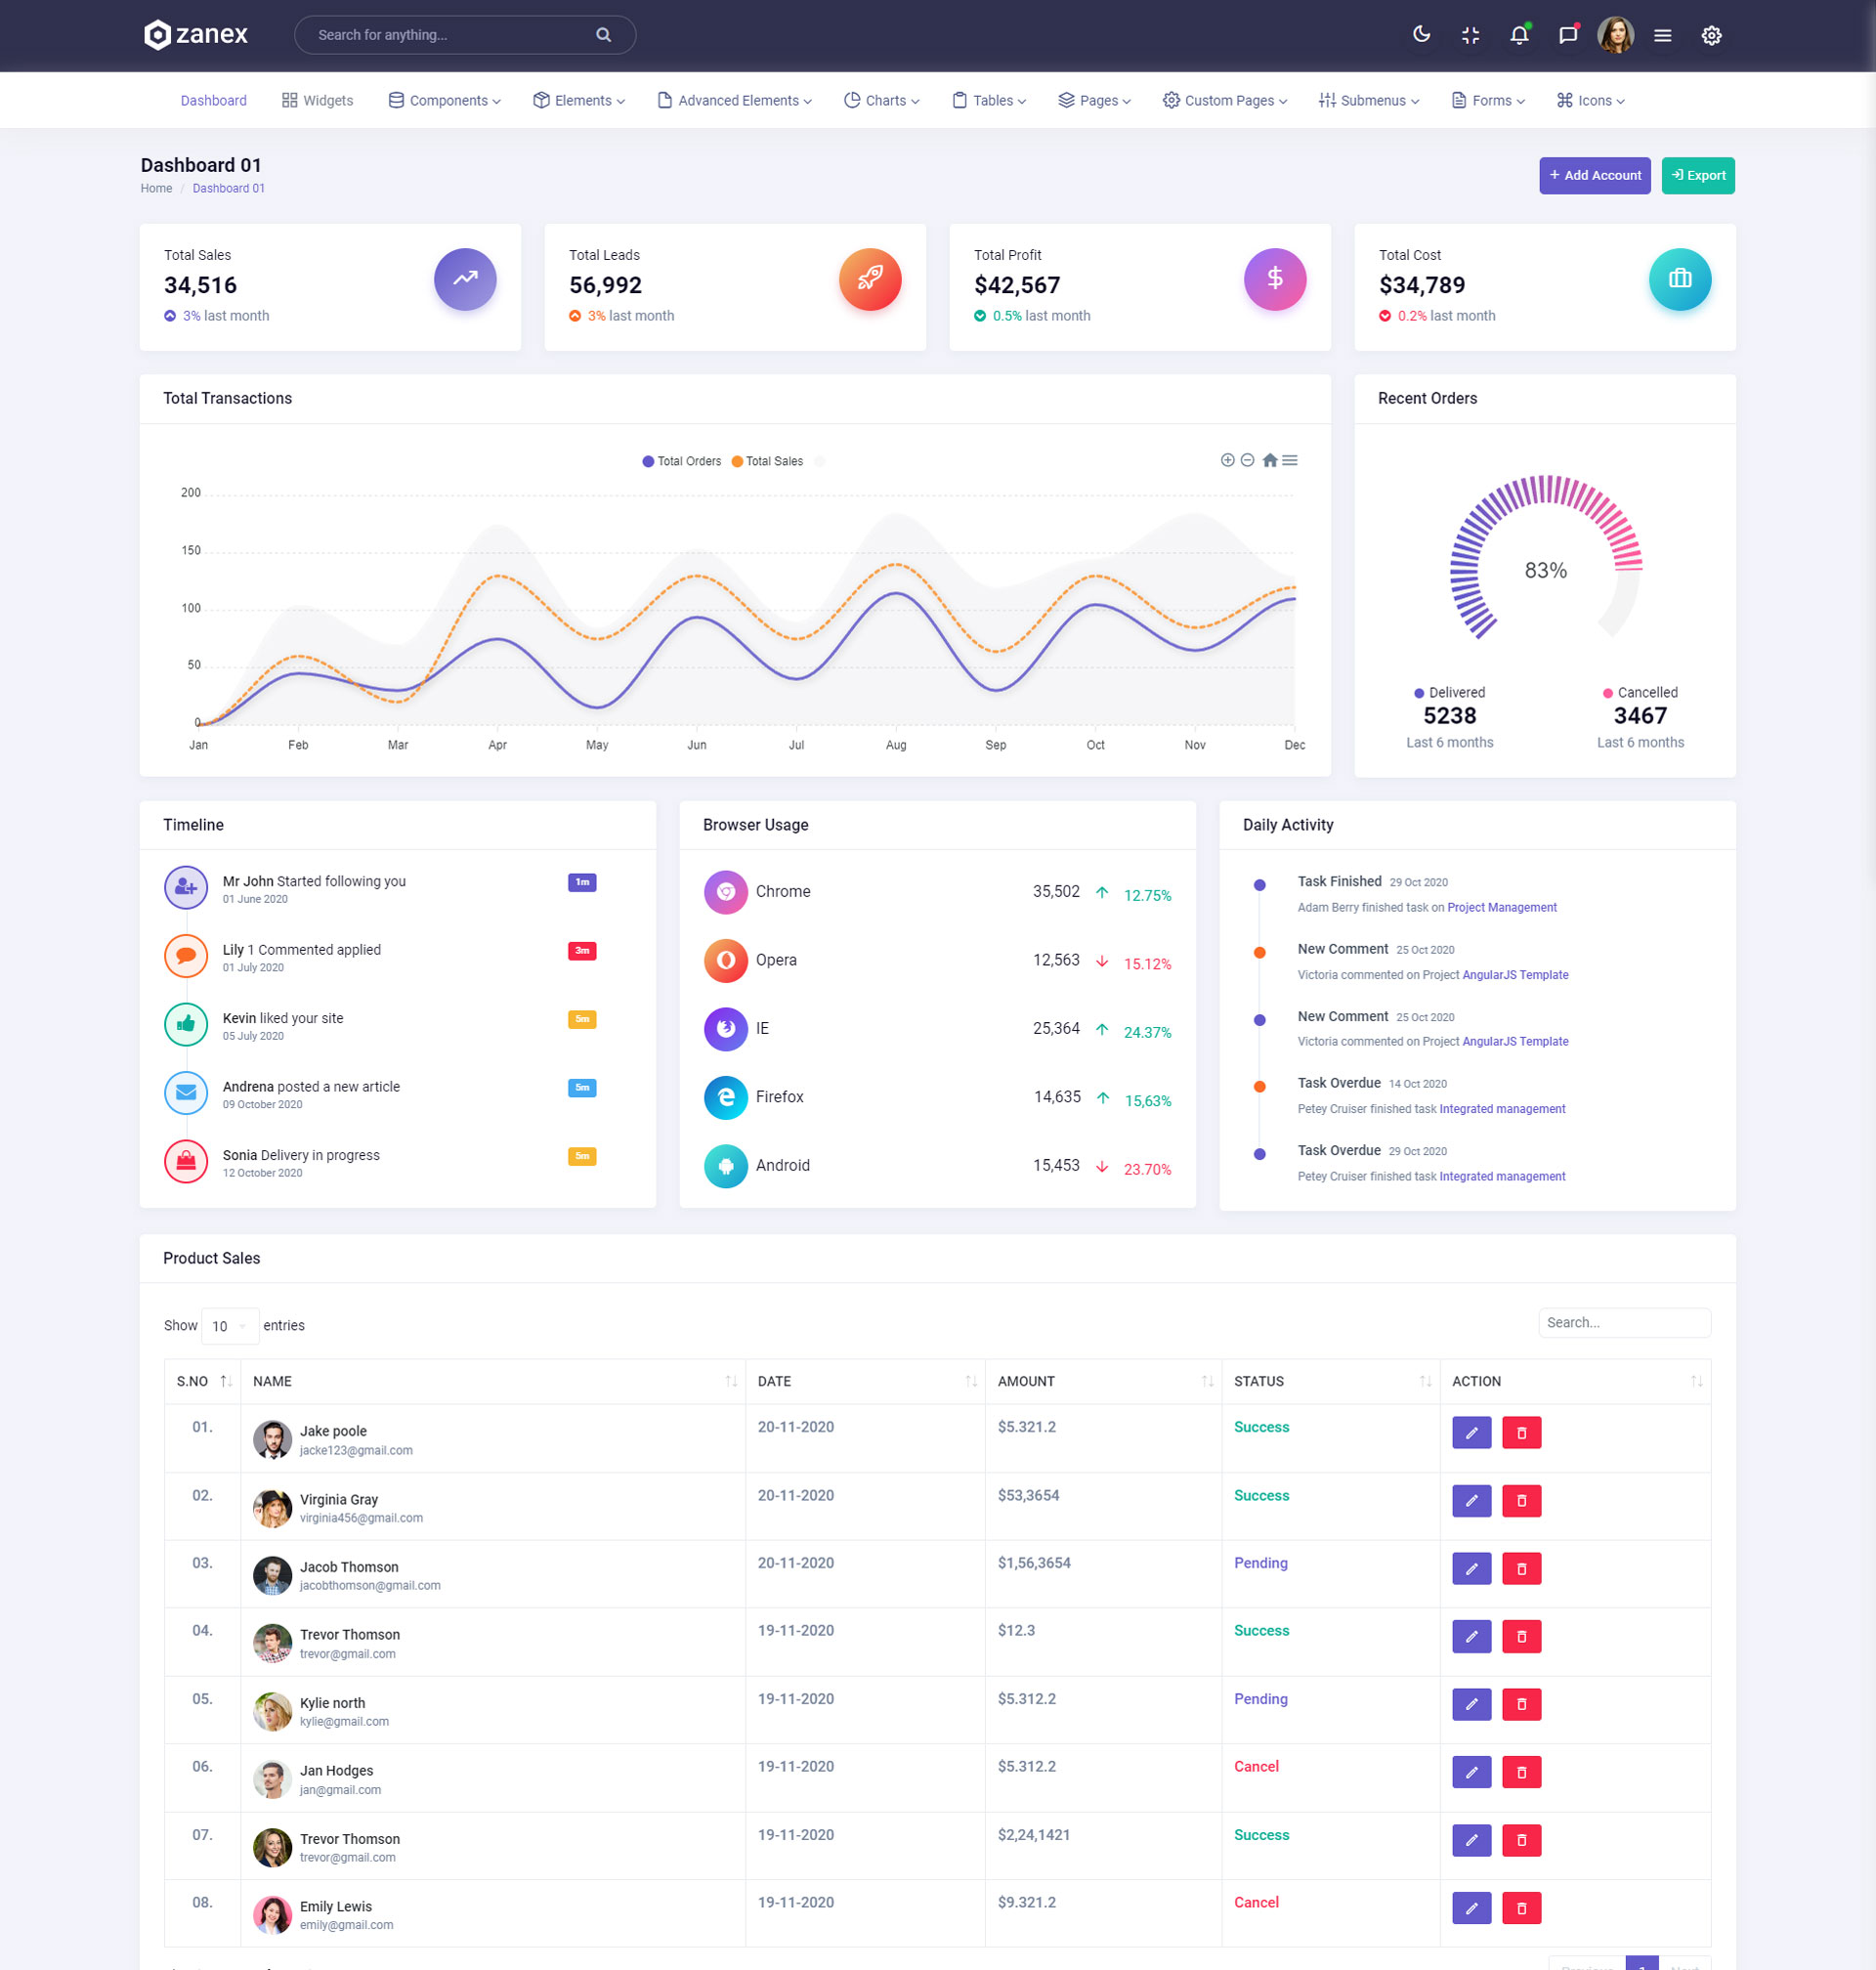 zanex
Search for anything...
Dashboard Widgets Components Elements Advanced Elements Charts Tables Pages Custom Pages Submenus Forms Icons
Dashboard 01
Home / Dashboard 01
+ Add Account
Export
Total Sales
34,516
3% last month
Total Leads
56,992
3% last month
Total Profit
$42,567
0.5% last month
Total Cost
$34,789
0.2% last month
Total Transactions
Total Orders Total Sales
200
150
100
50
0
Jan Feb Mar Apr May Jun Jul Aug Sep Oct Nov Dec
Recent Orders
83%
Delivered
5238
Last 6 months
Cancelled
3467
Last 6 months
Timeline
Mr John Started following you 1m
01 June 2020
Lily 1 Commented applied 3m
01 July 2020
Kevin liked your site 5m
05 July 2020
Andrena posted a new article 5m
09 October 2020
Sonia Delivery in progress 5m
12 October 2020
Browser Usage
Chrome 35,502 12.75%
Opera 12,563 15.12%
IE 25,364 24.37%
Firefox 14,635 15,63%
Android 15,453 23.70%
Daily Activity
Task Finished 29 Oct 2020
Adam Berry finished task on Project Management
New Comment 25 Oct 2020
Victoria commented on Project AngularJS Template
New Comment 25 Oct 2020
Victoria commented on Project AngularJS Template
Task Overdue 14 Oct 2020
Petey Cruiser finished task Integrated management
Task Overdue 29 Oct 2020
Petey Cruiser finished task Integrated management
Product Sales
Show 10 entries
Search...
S.NO NAME DATE AMOUNT STATUS ACTION
01. Jake poole 20-11-2020 $5.321.2 Success
jacke123@gmail.com
02. Virginia Gray 20-11-2020 $53,3654 Success
virginia456@gmail.com
03. Jacob Thomson 20-11-2020 $1,56,3654 Pending
jacobthomson@gmail.com
04. Trevor Thomson 19-11-2020 $12.3 Success
trevor@gmail.com
05. Kylie north 19-11-2020 $5.312.2 Pending
kylie@gmail.com
06. Jan Hodges 19-11-2020 $5.312.2 Cancel
jan@gmail.com
07. Trevor Thomson 19-11-2020 $2,24,1421 Success
trevor@gmail.com
08. Emily Lewis 19-11-2020 $9.321.2 Cancel
emily@gmail.com